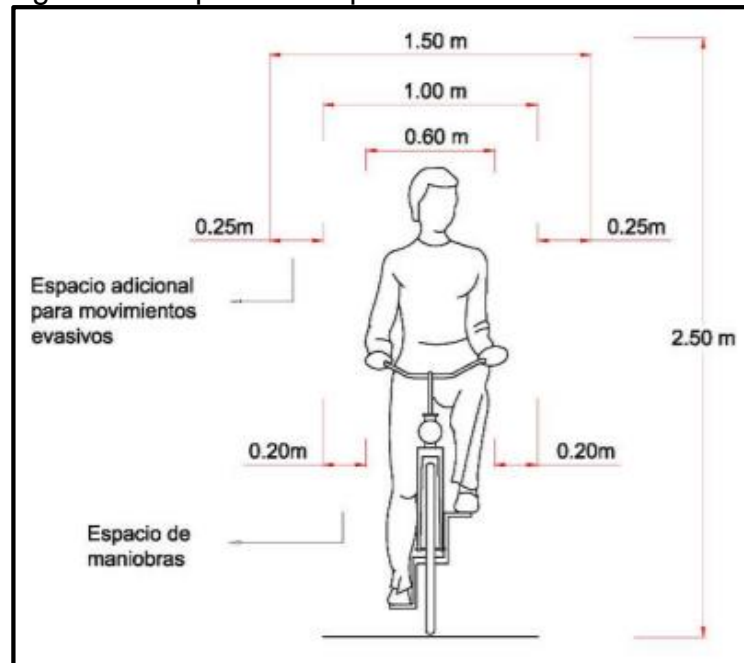 1.50 m
1.00 m
0.60 m
0.25m
0.25m
Espacio adicional
para movimientos
evasivos
2.50 m
0.20m
0.20m
Espacio de
maniobras